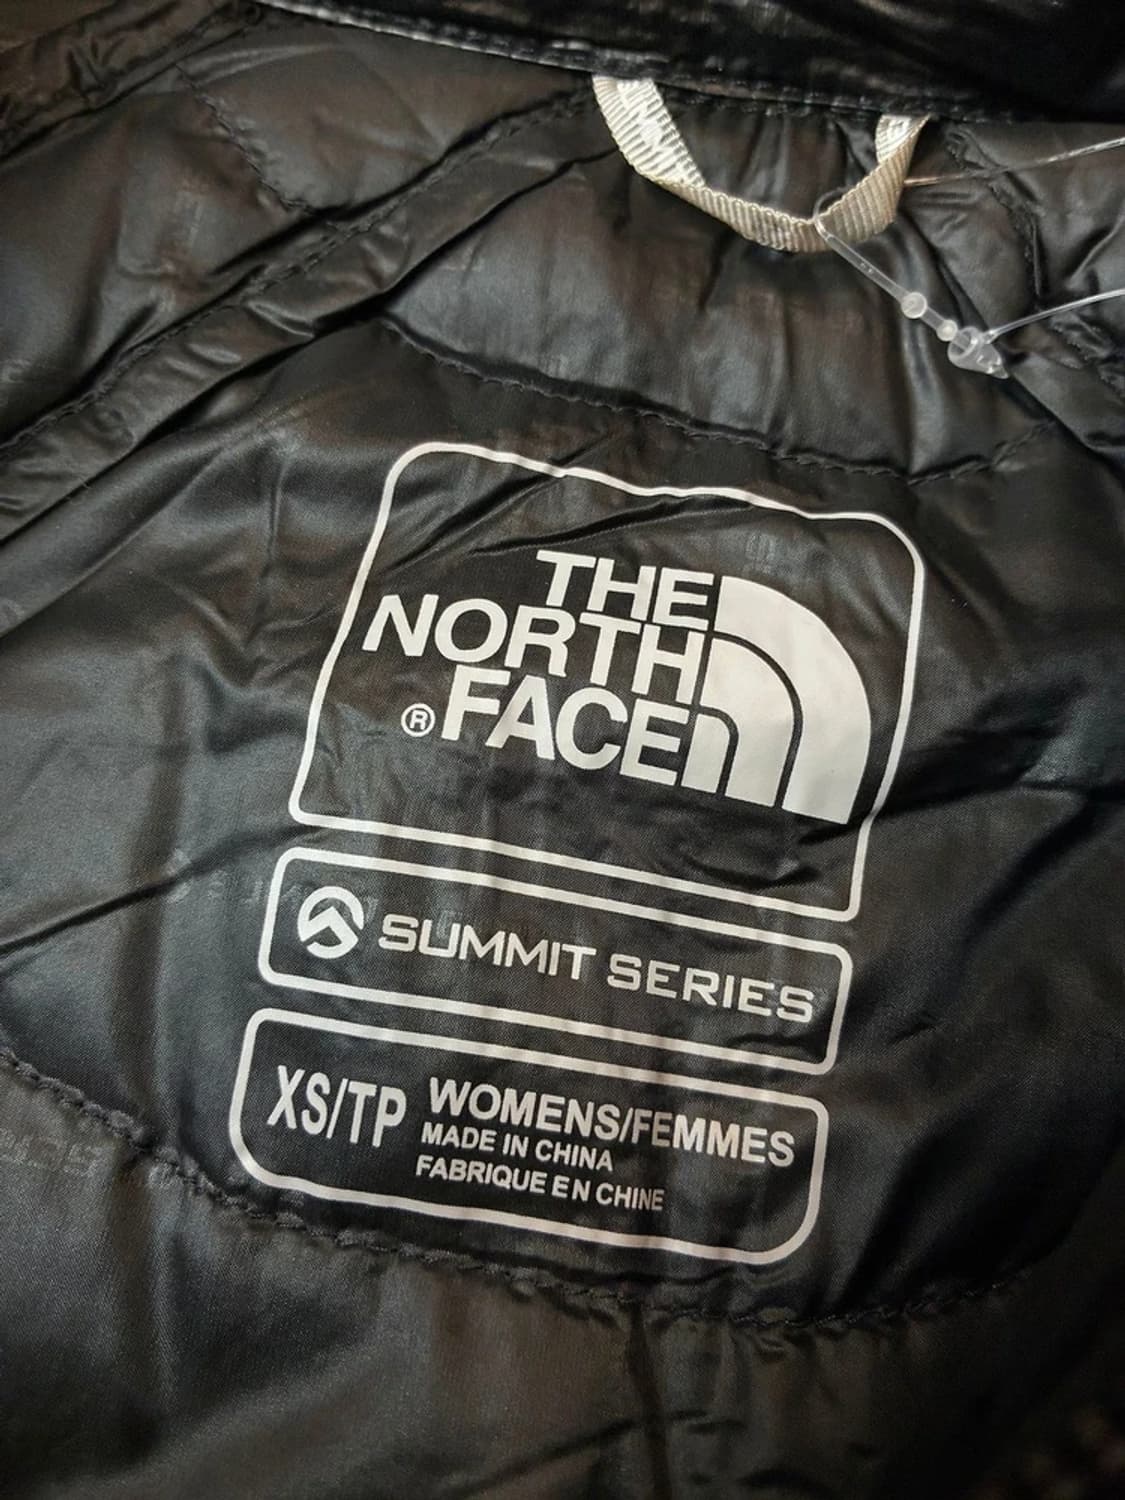 THE
NORTH
® FACE
SUMMIT SERIES
XS/TP
WOMENS/FEMMES
MADE IN CHINA
FABRIQUE EN CHINE